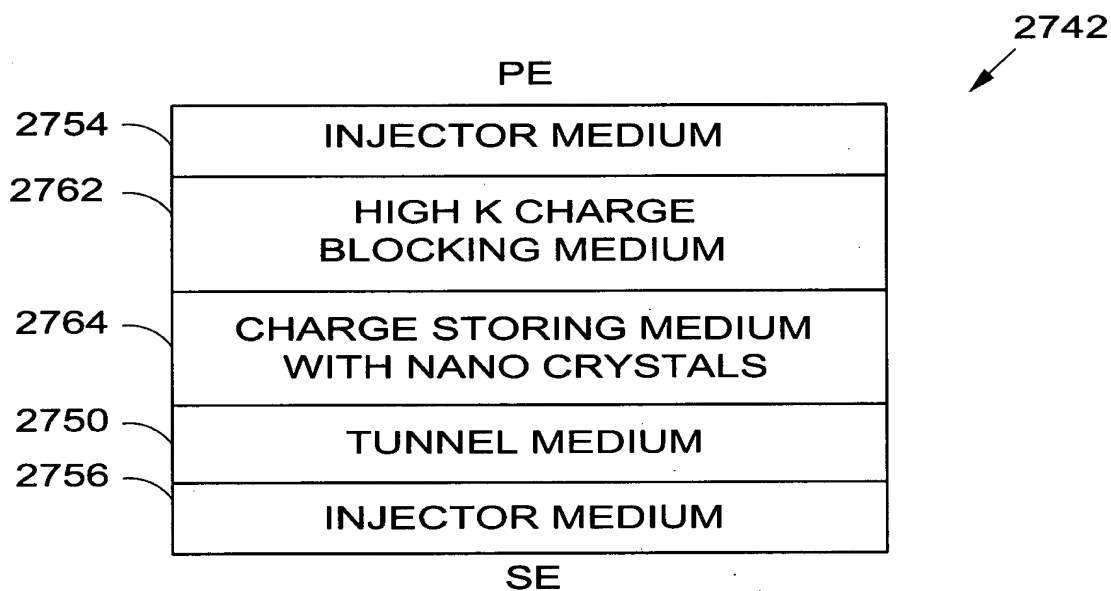 2742
PE
2754
INJECTOR MEDIUM
2762
HIGH K CHARGE
BLOCKING MEDIUM
2764
CHARGE STORING MEDIUM
WITH NANO CRYSTALS
2750
TUNNEL MEDIUM
2756
INJECTOR MEDIUM
SE